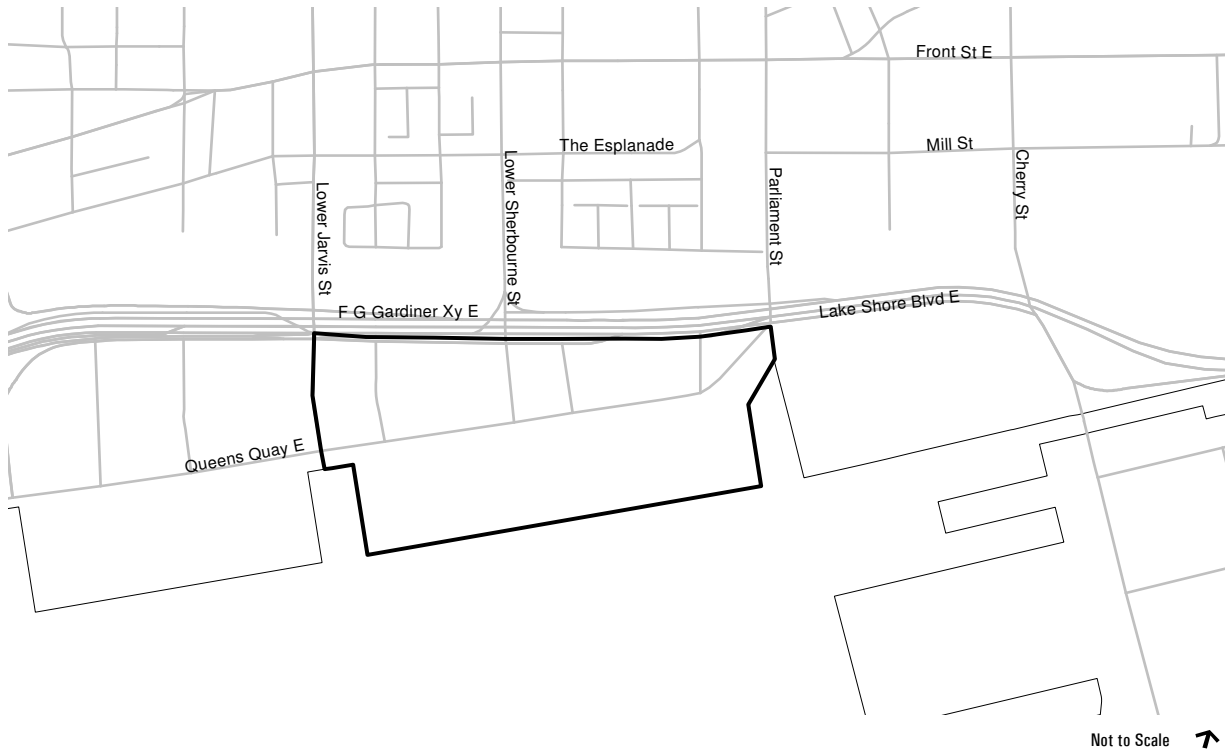 Front St E
The Esplanade
Mill St
Lower Sherbourne St
Cherry St
Parliament St
Lower Jarvis St
F G Gardiner Xy E
Lake Shore Blvd E
Queens Quay E
Not to Scale